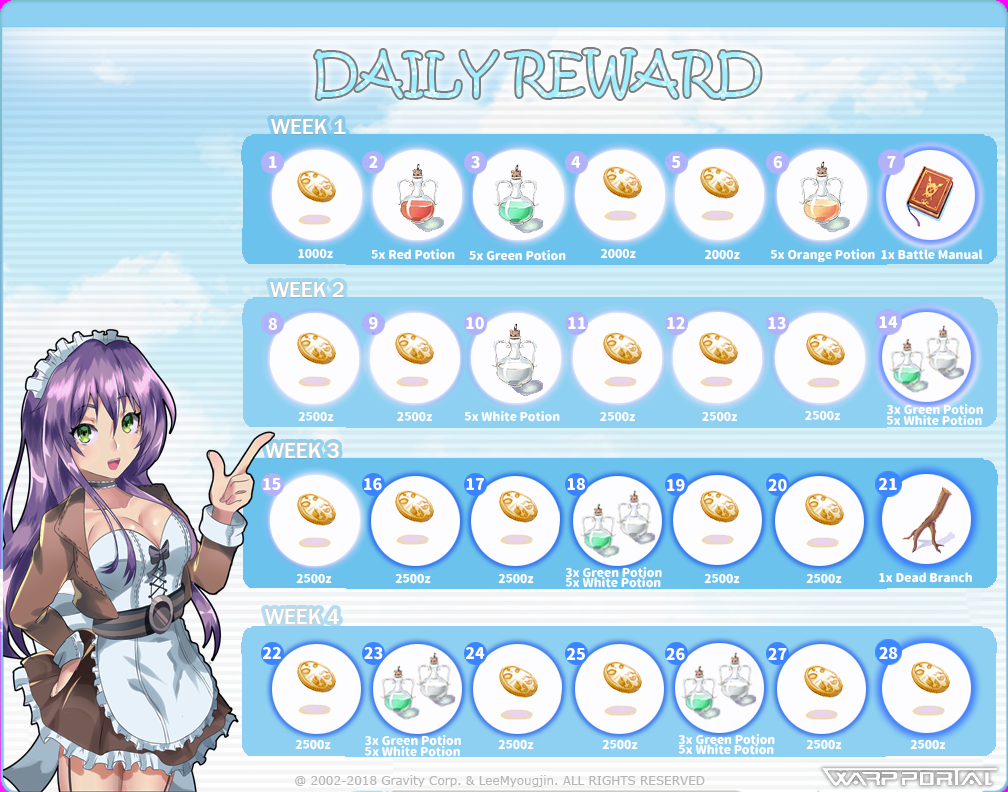 DAILY REWARD
WEEK 1
1 2 3 4 5 6 7
1000z 5x Red Potion 5x Green Potion 2000z 2000z 5x Orange Potion 1x Battle Manual
WEEK 2
8 9 10 11 12 13 14
2500z 2500z 5x White Potion 2500z 2500z 2500z 3x Green Potion
5x White Potion
WEEK 3
15 16 17 18 19 20 21
2500z 2500z 2500z 3x Green Potion 2500z 2500z 1x Dead Branch
5x White Potion
WEEK 4
22 23 24 25 26 27 28
2500z 3x Green Potion 2500z 2500z 3x Green Potion 2500z 2500z
5x White Potion 5x White Potion
© 2002-2018 Gravity Corp. & LeeMyougjin. ALL RIGHTS RESERVED
WARP PORTAL